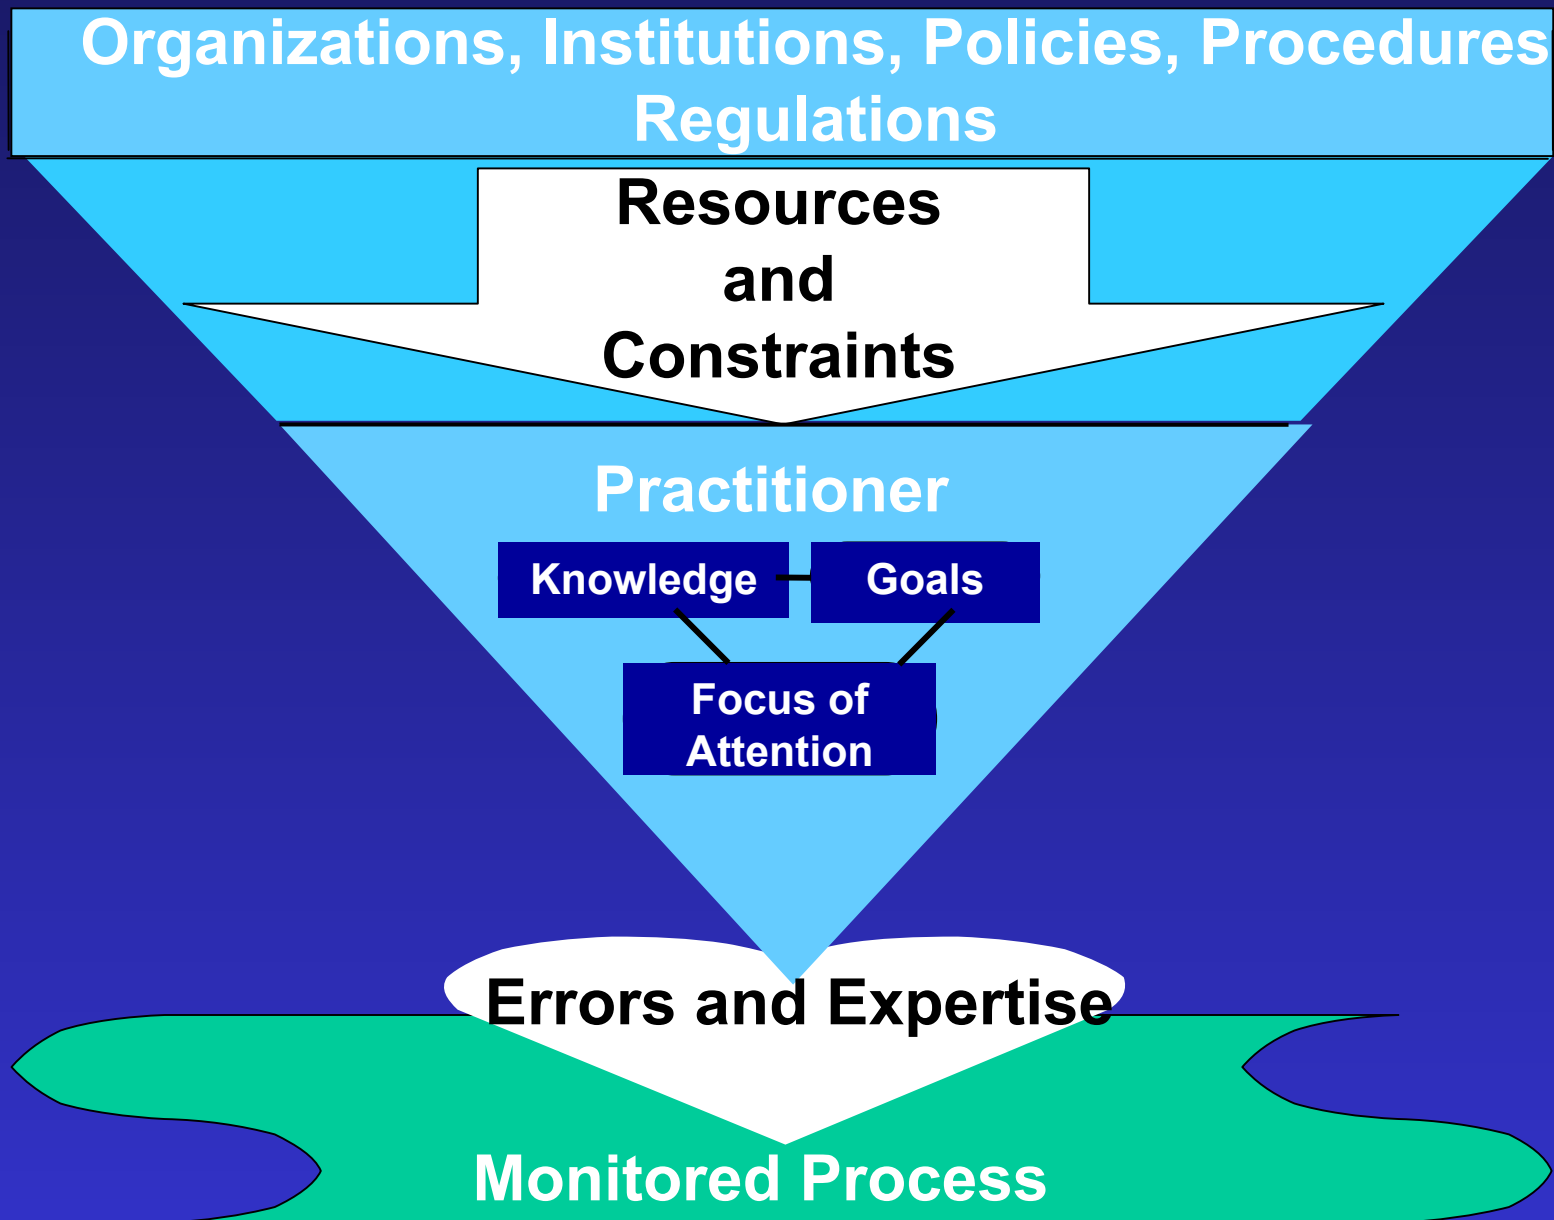 Organizations, Institutions, Policies, Procedures
Regulations
Resources
and
Constraints
Practitioner
Knowledge
Goals
Focus of
Attention
Errors and Expertise
Monitored Process